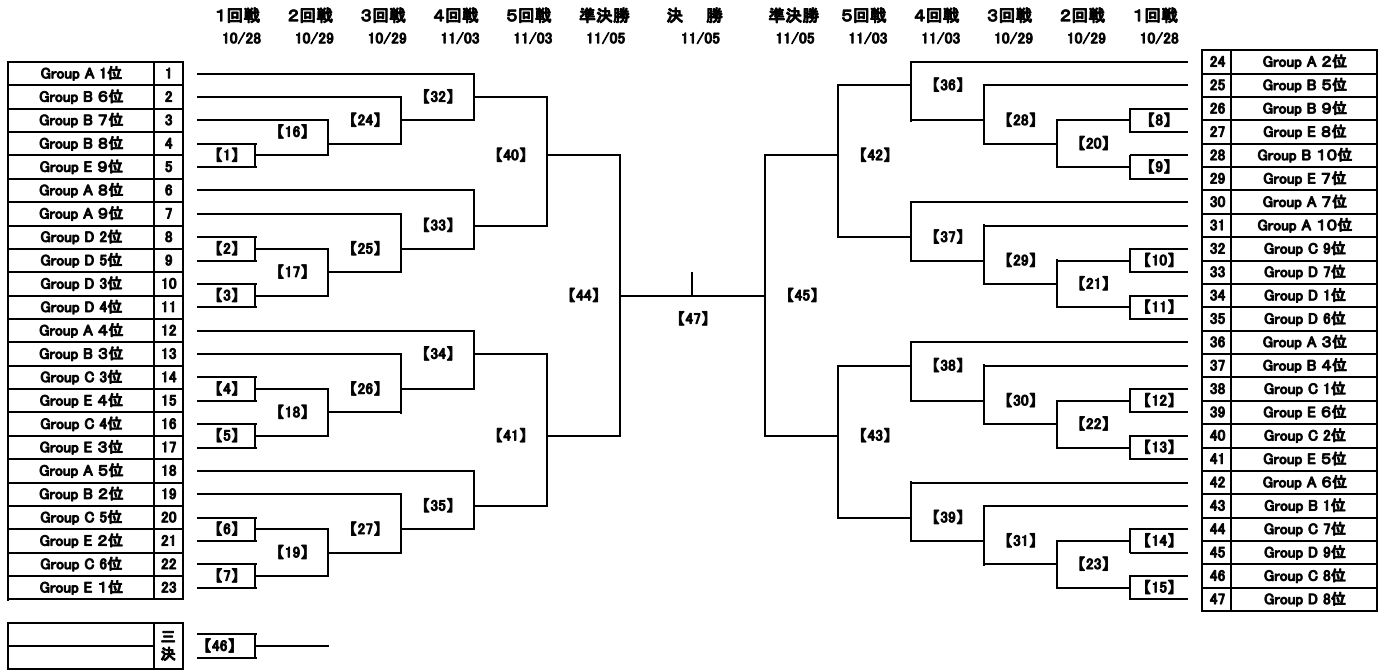 1回戦 2回戦 3回戦 4回戦 5回戦 準決勝 決　勝 準決勝 5回戦 4回戦 3回戦 2回戦 1回戦
10/28 10/29 10/29 11/03 11/03 11/05 11/05 11/05 11/03 11/03 10/29 10/29 10/28
Group A 1位 1
Group B 6位 2
Group B 7位 3
Group B 8位 4
Group E 9位 5
Group A 8位 6
Group A 9位 7
Group D 2位 8
Group D 5位 9
Group D 3位 10
Group D 4位 11
Group A 4位 12
Group B 3位 13
Group C 3位 14
Group E 4位 15
Group C 4位 16
Group E 3位 17
Group A 5位 18
Group B 2位 19
Group C 5位 20
Group E 2位 21
Group C 6位 22
Group E 1位 23
【1】
【2】
【3】
【4】
【5】
【6】
【7】
【16】
【17】
【18】
【19】
【24】
【25】
【26】
【27】
【32】
【33】
【34】
【35】
【40】
【41】
【44】
【47】
【45】
【42】
【43】
【36】
【37】
【38】
【39】
【28】
【29】
【30】
【31】
【20】
【21】
【22】
【23】
【8】
【9】
【10】
【11】
【12】
【13】
【14】
【15】
24 Group A 2位
25 Group B 5位
26 Group B 9位
27 Group E 8位
28 Group B 10位
29 Group E 7位
30 Group A 7位
31 Group A 10位
32 Group C 9位
33 Group D 7位
34 Group D 1位
35 Group D 6位
36 Group A 3位
37 Group B 4位
38 Group C 1位
39 Group E 6位
40 Group C 2位
41 Group E 5位
42 Group A 6位
43 Group B 1位
44 Group C 7位
45 Group D 9位
46 Group C 8位
47 Group D 8位
三決
【46】